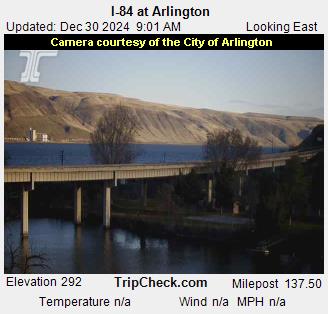 I-84 at Arlington
Updated: Dec 30 2024 9:01 AM Looking East
Camera courtesy of the City of Arlington
Elevation 292 TripCheck.com Milepost 137.50
Temperature n/a Wind n/a MPH n/a